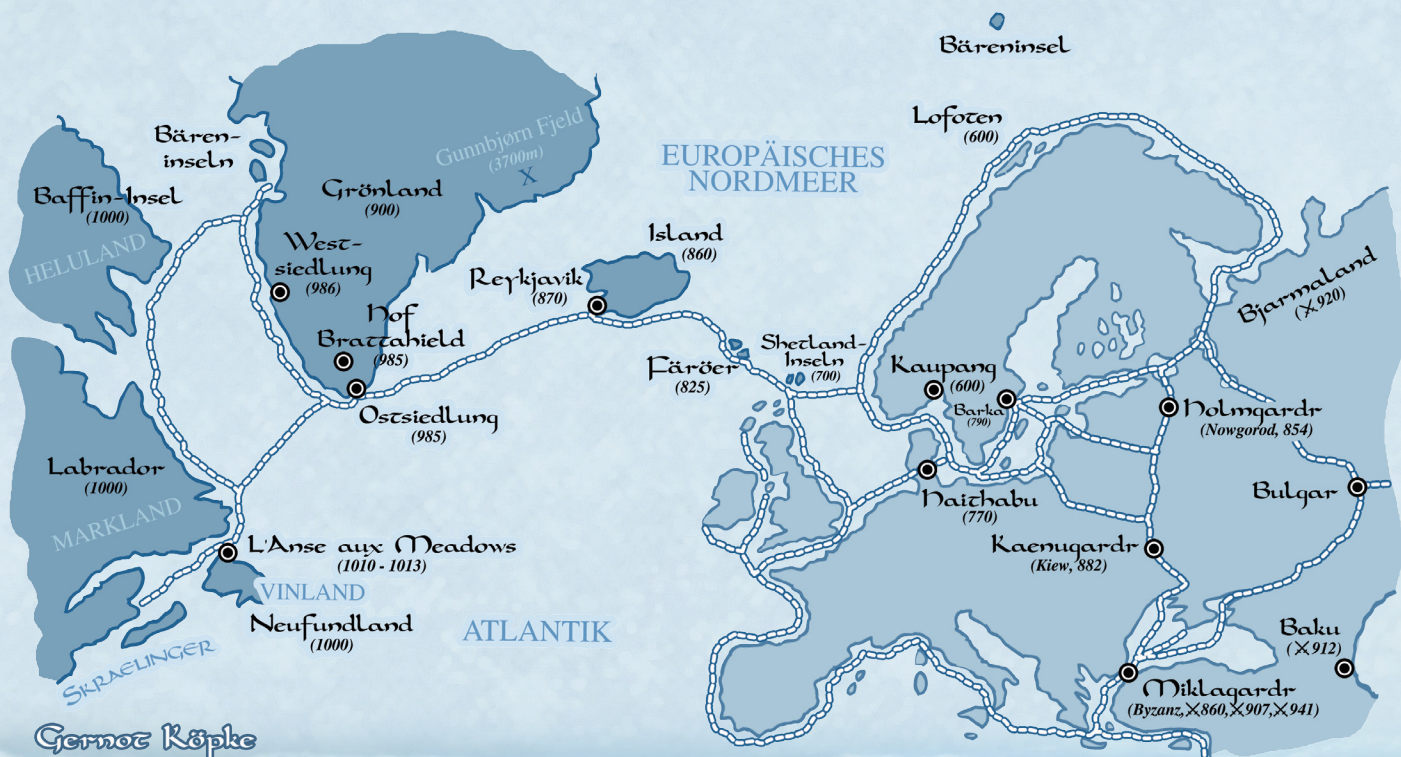 Bäreninsel
Lofoten
(600)
EUROPÄISCHES
NORDMEER
Bären-
inseln
Gunnbjørn Fjeld
(3700m)
X
Grönland
(900)
Baffin-Insel
(1000)
HELULAND
West-
siedlung
(986)
Island
(860)
Reykjavik
(870)
Bjarmaland
(⚔920)
Hof
Brattahield
(985)
Ostsiedlung
(985)
Färöer
(825)
Shetland-
Inseln
(700)
Kaupang
(600)
Barka
(790)
Holmgardr
(Nowgorod, 854)
Labrador
(1000)
MARKLAND
Haithabu
(770)
Bulgar
L'Anse aux Meadows
(1010 - 1013)
Kaenugardr
(Kiew, 882)
VINLAND
Neufundland
(1000)
ATLANTIK
SKRAELINGER
Baku
(⚔912)
Miklagardr
(Byzanz,⚔860,⚔907,⚔941)
Gernot Köpke